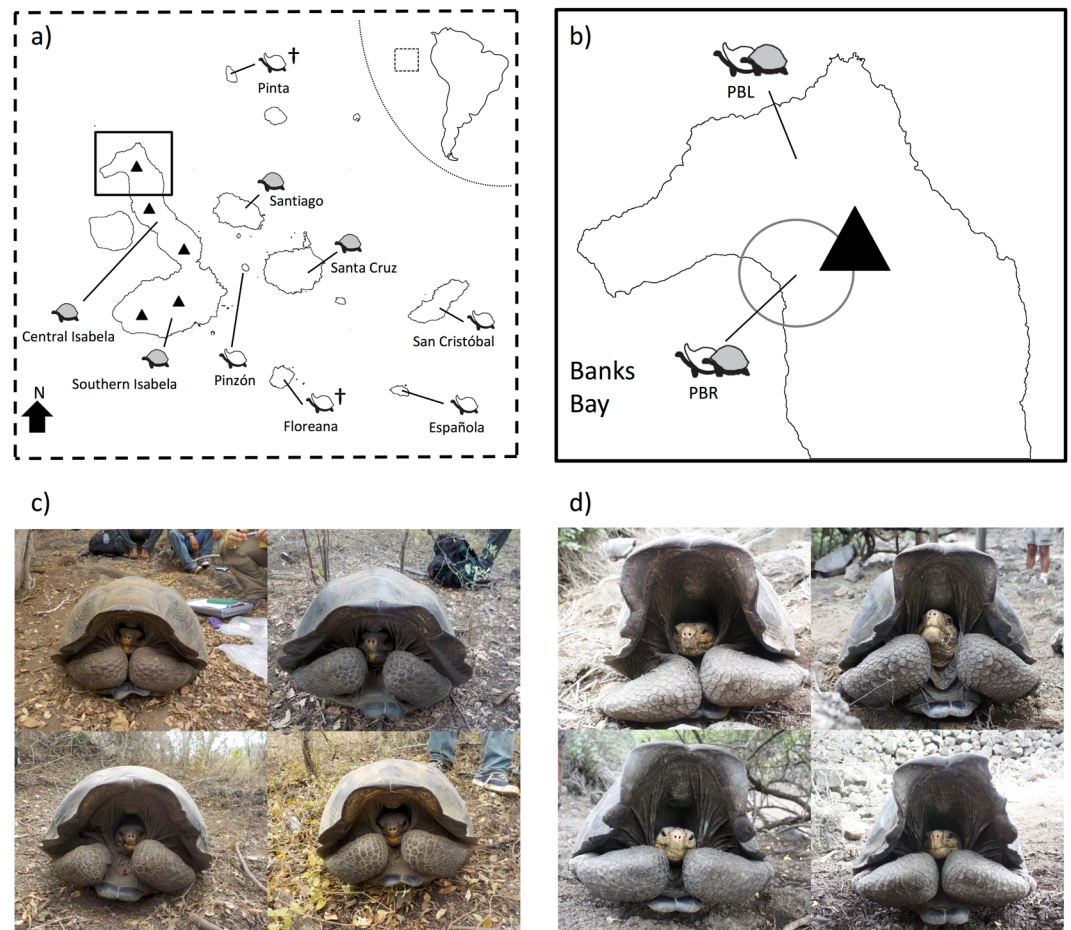 a)
Pinta
†
Santiago
Santa Cruz
Central Isabela
San Cristóbal
Southern Isabela
Pinzón
N
Floreana
†
Española
b)
PBL
PBR
Banks
Bay
c)
d)